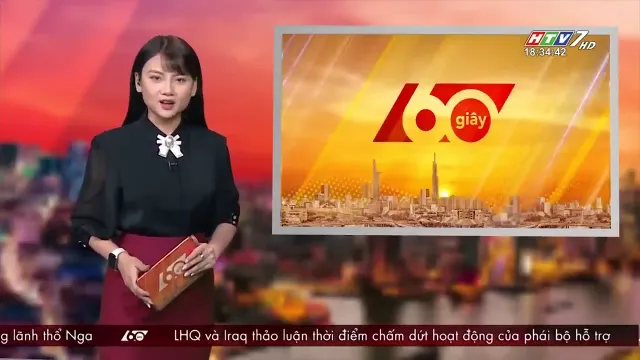 HTV7 HD
18:34:42
60 giây
60
g lãnh thổ Nga 60 LHQ và Iraq thảo luận thời điểm chấm dứt hoạt động của phái bộ hỗ trợ